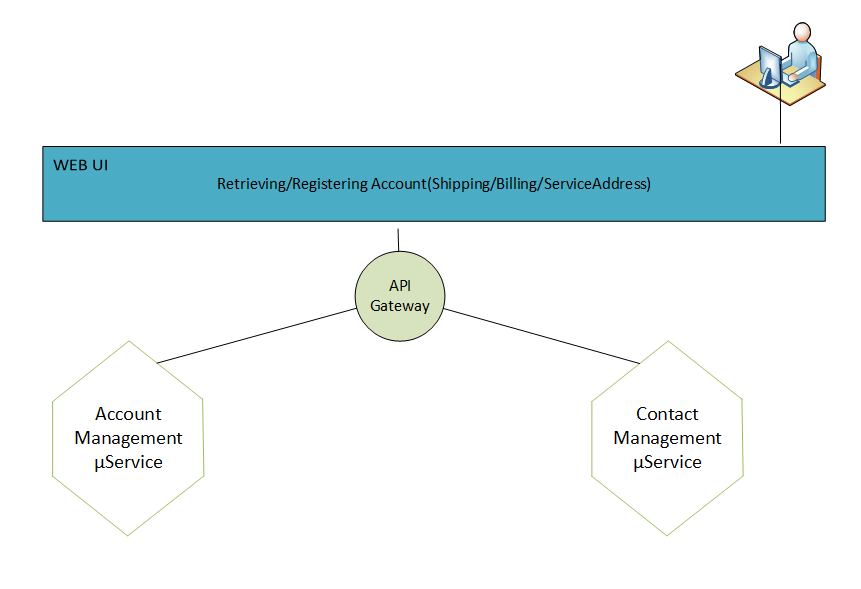 WEB UI
Retrieving/Registering Account(Shipping/Billing/ServiceAddress)
API
Gateway
Account
Management
µService
Contact
Management
µService